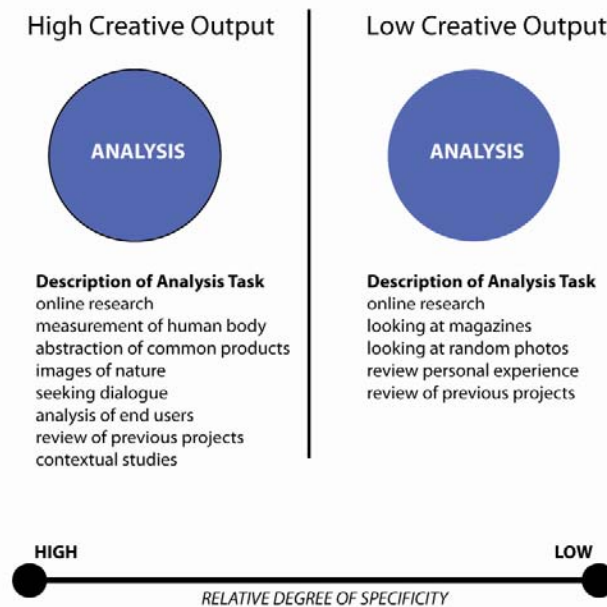 High Creative Output
ANALYSIS
Description of Analysis Task
online research
measurement of human body
abstraction of common products
images of nature
seeking dialogue
analysis of end users
review of previous projects
contextual studies
Low Creative Output
ANALYSIS
Description of Analysis Task
online research
looking at magazines
looking at random photos
review personal experience
review of previous projects
HIGH
LOW
RELATIVE DEGREE OF SPECIFICITY